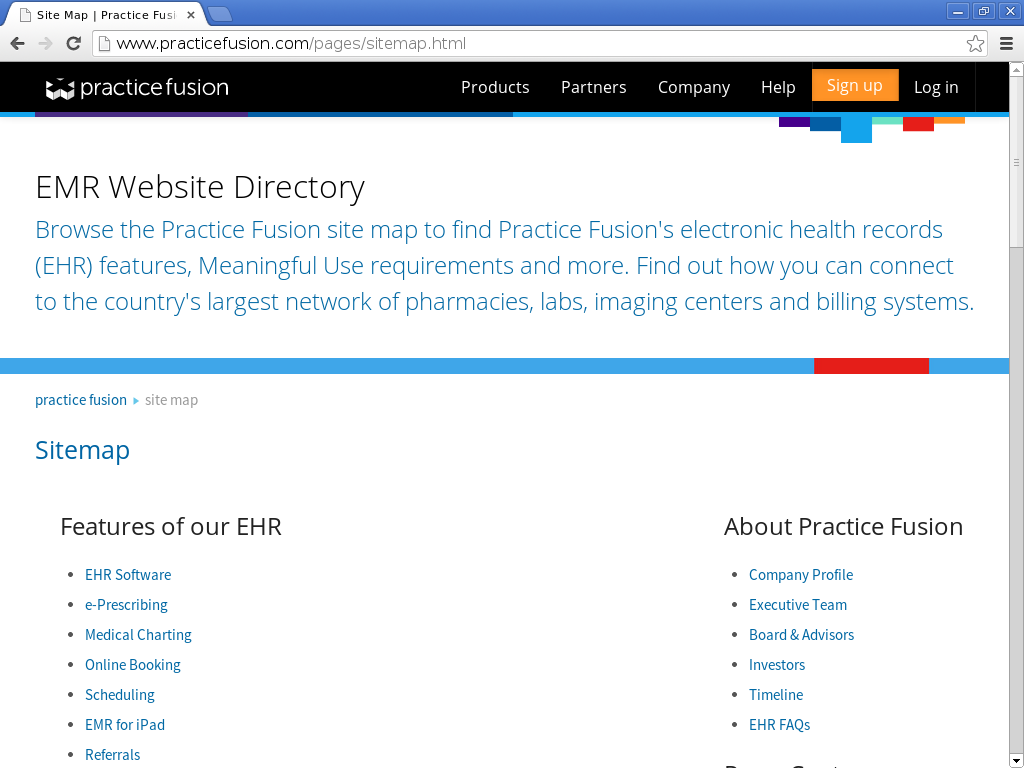 Site Map | Practice Fusi
www.practicefusion.com/pages/sitemap.html
practice fusion
Products
Partners
Company
Help
Sign up
Log in
EMR Website Directory
Browse the Practice Fusion site map to find Practice Fusion's electronic health records
(EHR) features, Meaningful Use requirements and more. Find out how you can connect
to the country's largest network of pharmacies, labs, imaging centers and billing systems.
practice fusion site map
Sitemap
Features of our EHR
EHR Software
e-Prescribing
Medical Charting
Online Booking
Scheduling
EMR for iPad
Referrals
About Practice Fusion
Company Profile
Executive Team
Board & Advisors
Investors
Timeline
EHR FAQs